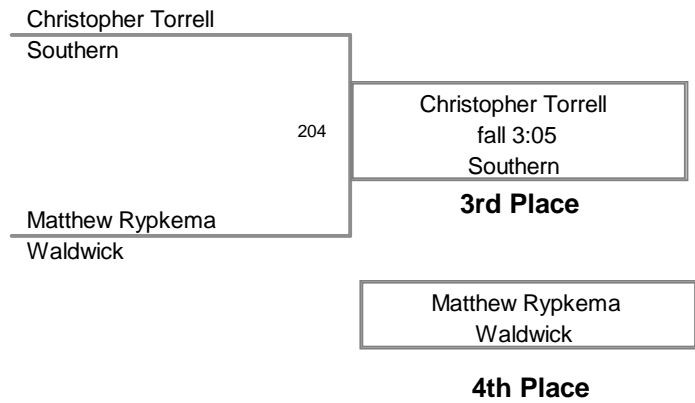 Christopher Torrell
Southern
204
Christopher Torrell
fall 3:05
Southern
3rd Place
Matthew Rypkema
Waldwick
Matthew Rypkema
Waldwick
4th Place